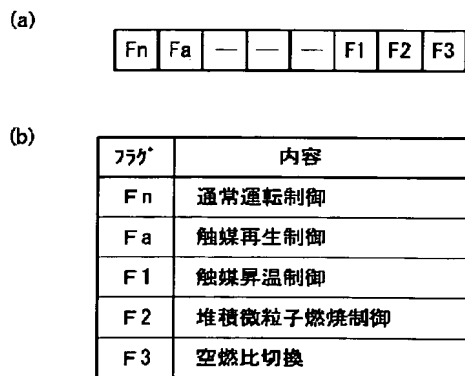 (a)
Fn Fa — — — F1 F2 F3
(b)
ﾌﾗｸﾞ 内容
Fn 通常運転制御
Fa 触媒再生制御
F1 触媒昇温制御
F2 堆積微粒子燃焼制御
F3 空燃比切換